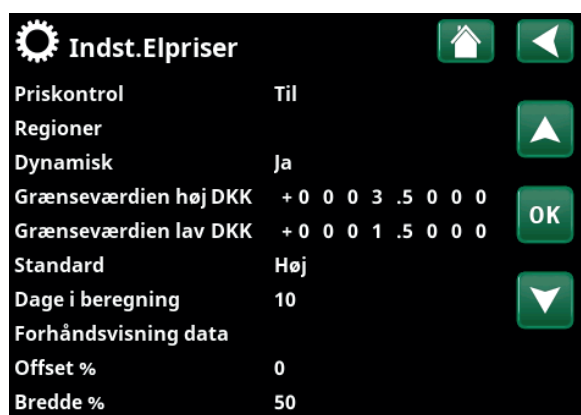 Indst.Elpriser
Priskontrol Til
Regioner
Dynamisk Ja
Grænseværdien høj DKK +0 0 0 3 .5 0 0 0
OK
Grænseværdien lav DKK +0 0 0 1 .5 0 0 0
Standard Høj
Dage i beregning 10
Forhåndsvisning data
Offset % 0
Bredde % 50